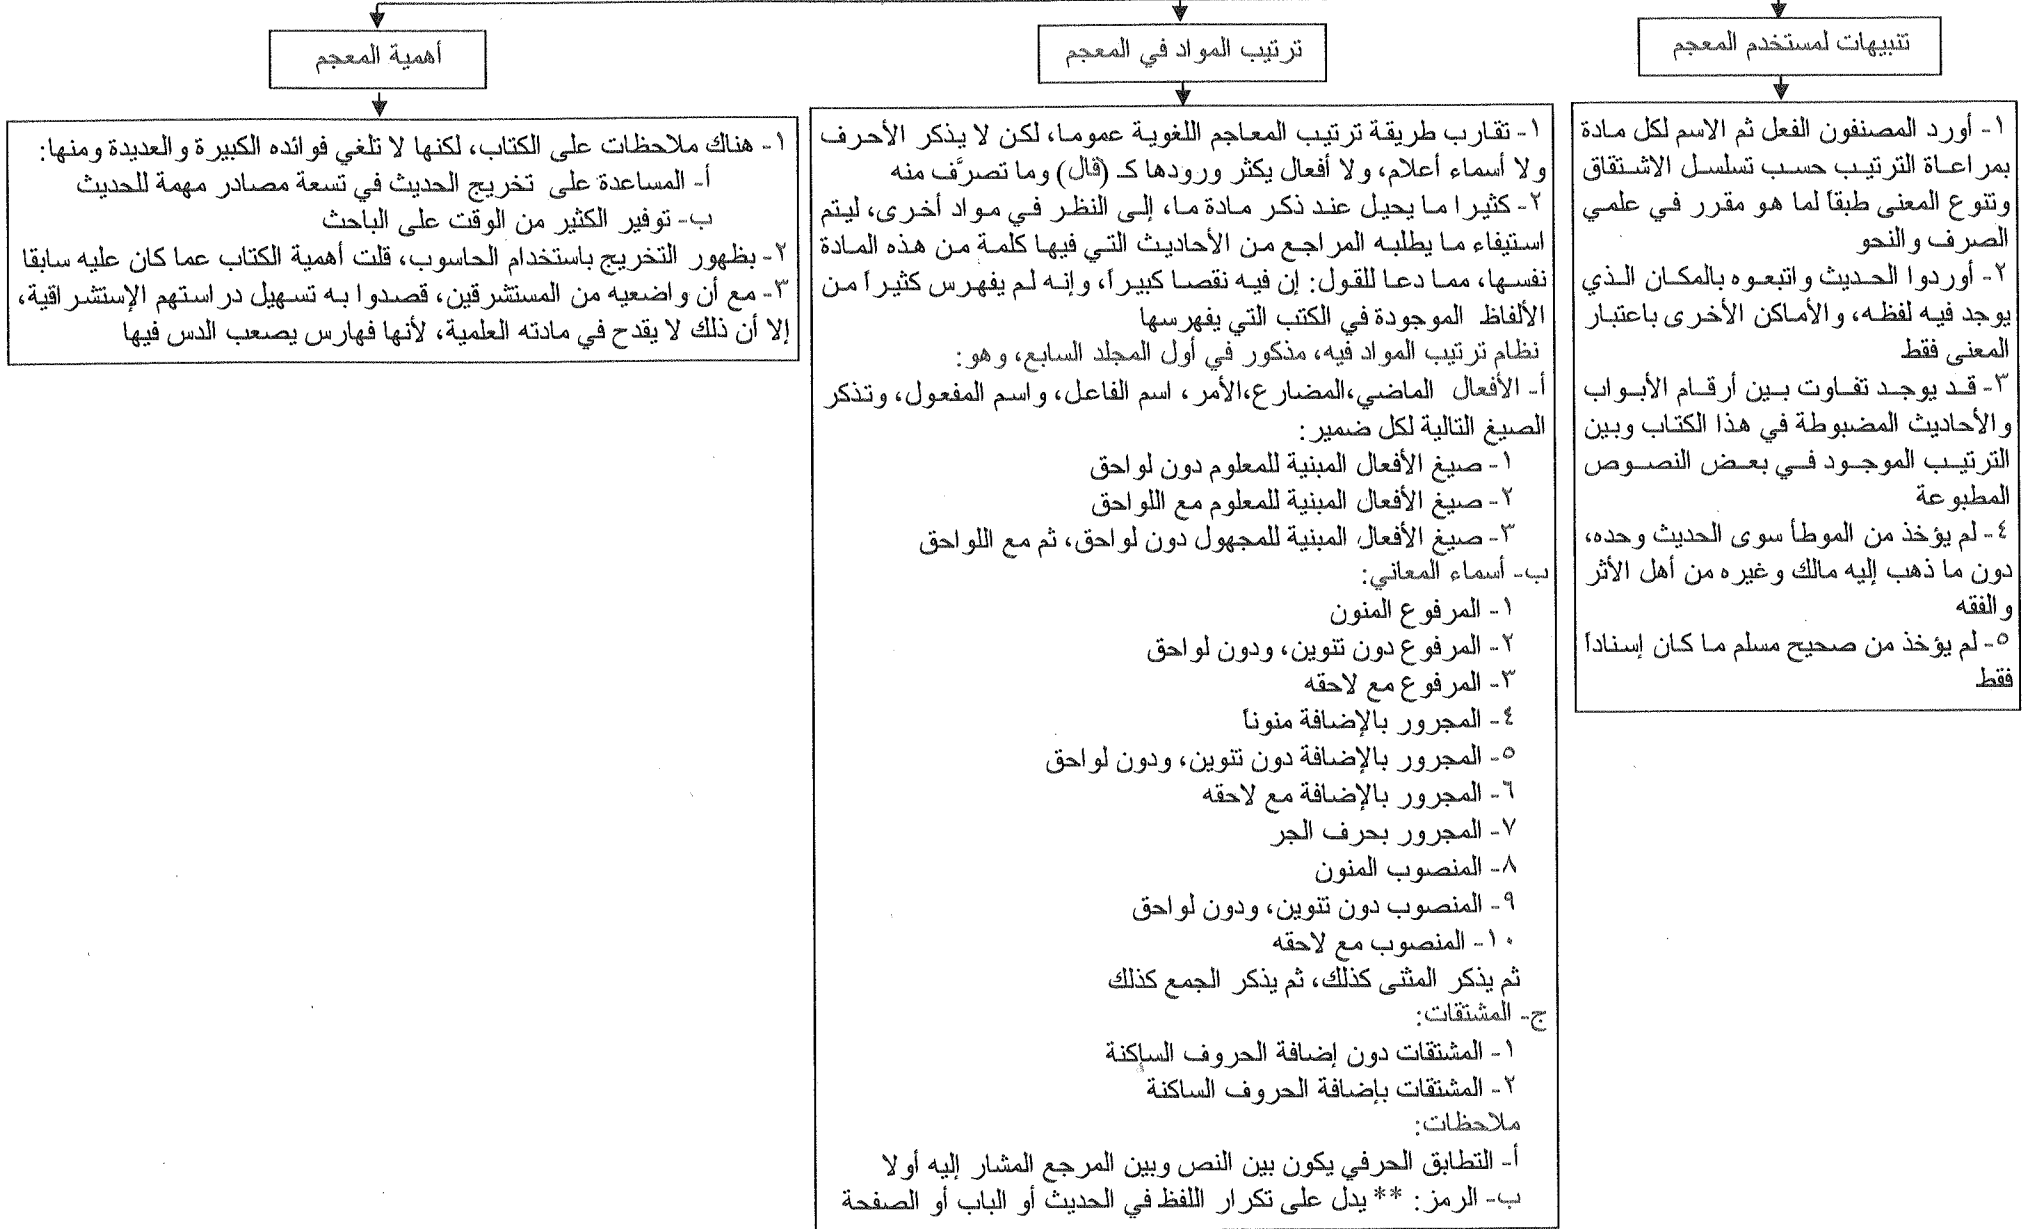 تنبيهات لمستخدم المعجم
١- أورد المصنفون الفعل ثم الاسم لكل مادة
بمراعاة الترتيب حسب تسلسل الاشتقاق
وتنوع المعنى طبقاً لما هو مقرر في علمي
الصرف والنحو
٢- أوردوا الحديث واتبعوه بالمكان الذي
يوجد فيه لفظه، والأماكن الأخرى باعتبار
المعنى فقط
٣- قد يوجد تفاوت بين أرقام الأبواب
والأحاديث المضبوطة في هذا الكتاب وبين
الترتيب الموجود في بعض النصوص
المطبوعة
٤- لم يؤخذ من الموطأ سوى الحديث وحده،
دون ما ذهب إليه مالك وغيره من أهل الأثر
والفقه
٥- لم يؤخذ من صحيح مسلم ما كان إسناداً
فقط
ترتيب المواد في المعجم
١- تقارب طريقة ترتيب المعاجم اللغوية عموما، لكن لا يذكر الأحرف
ولا أسماء أعلام، ولا أفعال يكثر ورودها كـ (قال) وما تصرَّف منه
٢- كثيرا ما يحيل عند ذكر مادة ما، إلى النظر في مواد أخرى، ليتم
استيفاء ما يطلبه المراجع من الأحاديث التي فيها كلمة من هذه المادة
نفسها، مما دعا للقول: إن فيه نقصا كبيراً، وإنه لم يفهرس كثيراً من
الألفاظ الموجودة في الكتب التي يفهرسها
نظام ترتيب المواد فيه، مذكور في أول المجلد السابع، وهو:
أ- الأفعال الماضي،المضارع،الأمر، اسم الفاعل، واسم المفعول، وتذكر
الصيغ التالية لكل ضمير:
١- صيغ الأفعال المبنية للمعلوم دون لواحق
٢- صيغ الأفعال المبنية للمعلوم مع اللواحق
٣- صيغ الأفعال المبنية للمجهول دون لواحق، ثم مع اللواحق
ب- أسماء المعاني:
١- المرفوع المنون
٢- المرفوع دون تنوين، ودون لواحق
٣- المرفوع مع لاحقه
٤- المجرور بالإضافة منوناً
٥- المجرور بالإضافة دون تنوين، ودون لواحق
٦- المجرور بالإضافة مع لاحقه
٧- المجرور بحرف الجر
٨- المنصوب المنون
٩- المنصوب دون تنوين، ودون لواحق
١٠- المنصوب مع لاحقه
ثم يذكر المثنى كذلك، ثم يذكر الجمع كذلك
ج- المشتقات:
١- المشتقات دون إضافة الحروف الساكنة
٢- المشتقات بإضافة الحروف الساكنة
ملاحظات:
أ- التطابق الحرفي يكون بين النص وبين المرجع المشار إليه أولا
ب- الرمز: ** يدل على تكرار اللفظ في الحديث أو الباب أو الصفحة
أهمية المعجم
١- هناك ملاحظات على الكتاب، لكنها لا تلغي فوائده الكبيرة والعديدة ومنها:
أ- المساعدة على تخريج الحديث في تسعة مصادر مهمة للحديث
ب- توفير الكثير من الوقت على الباحث
٢- بظهور التخريج باستخدام الحاسوب، قلت أهمية الكتاب عما كان عليه سابقا
٣- مع أن واضعيه من المستشرقين، قصدوا به تسهيل دراستهم الإستشراقية،
إلا أن ذلك لا يقدح في مادته العلمية، لأنها فهارس يصعب الدس فيها